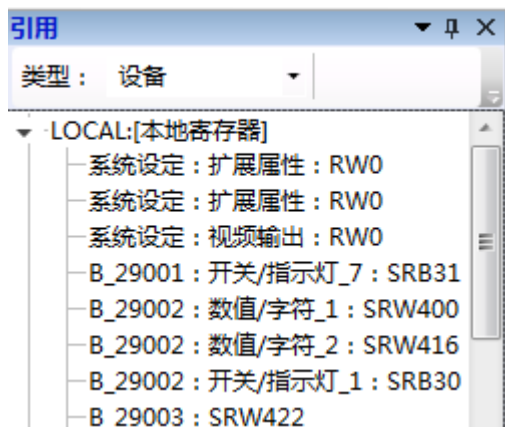 引用
类型： 设备
LOCAL:[本地寄存器]
系统设定：扩展属性：RW0
系统设定：扩展属性：RW0
系统设定：视频输出：RW0
B_29001：开关/指示灯_7：SRB31
B_29002：数值/字符_1：SRW400
B_29002：数值/字符_2：SRW416
B_29002：开关/指示灯_1：SRB30
B_29003：SRW422